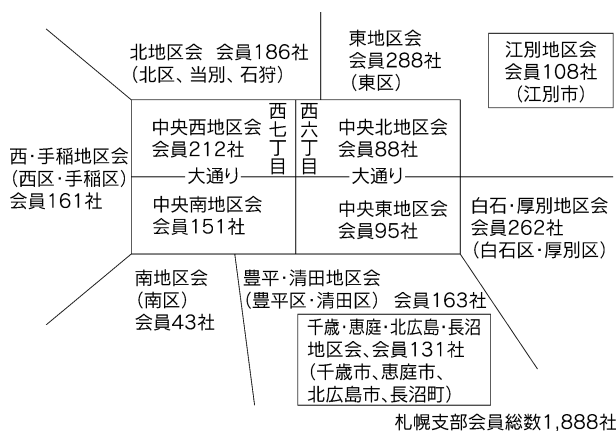 北地区会 会員186社
(北区、当別、石狩)
東地区会
会員288社
(東区)
江別地区会
会員108社
(江別市)
西・手稲地区会
(西区・手稲区)
会員161社
中央西地区会
会員212社
西七丁目
西六丁目
中央北地区会
会員88社
大通り
大通り
中央南地区会
会員151社
中央東地区会
会員95社
白石・厚別地区会
会員262社
(白石区・厚別区)
南地区会
(南区)
会員43社
豊平・清田地区会
(豊平区・清田区) 会員163社
千歳・恵庭・北広島・長沼
地区会、会員131社
(千歳市、恵庭市、
北広島市、長沼町)
札幌支部会員総数1,888社